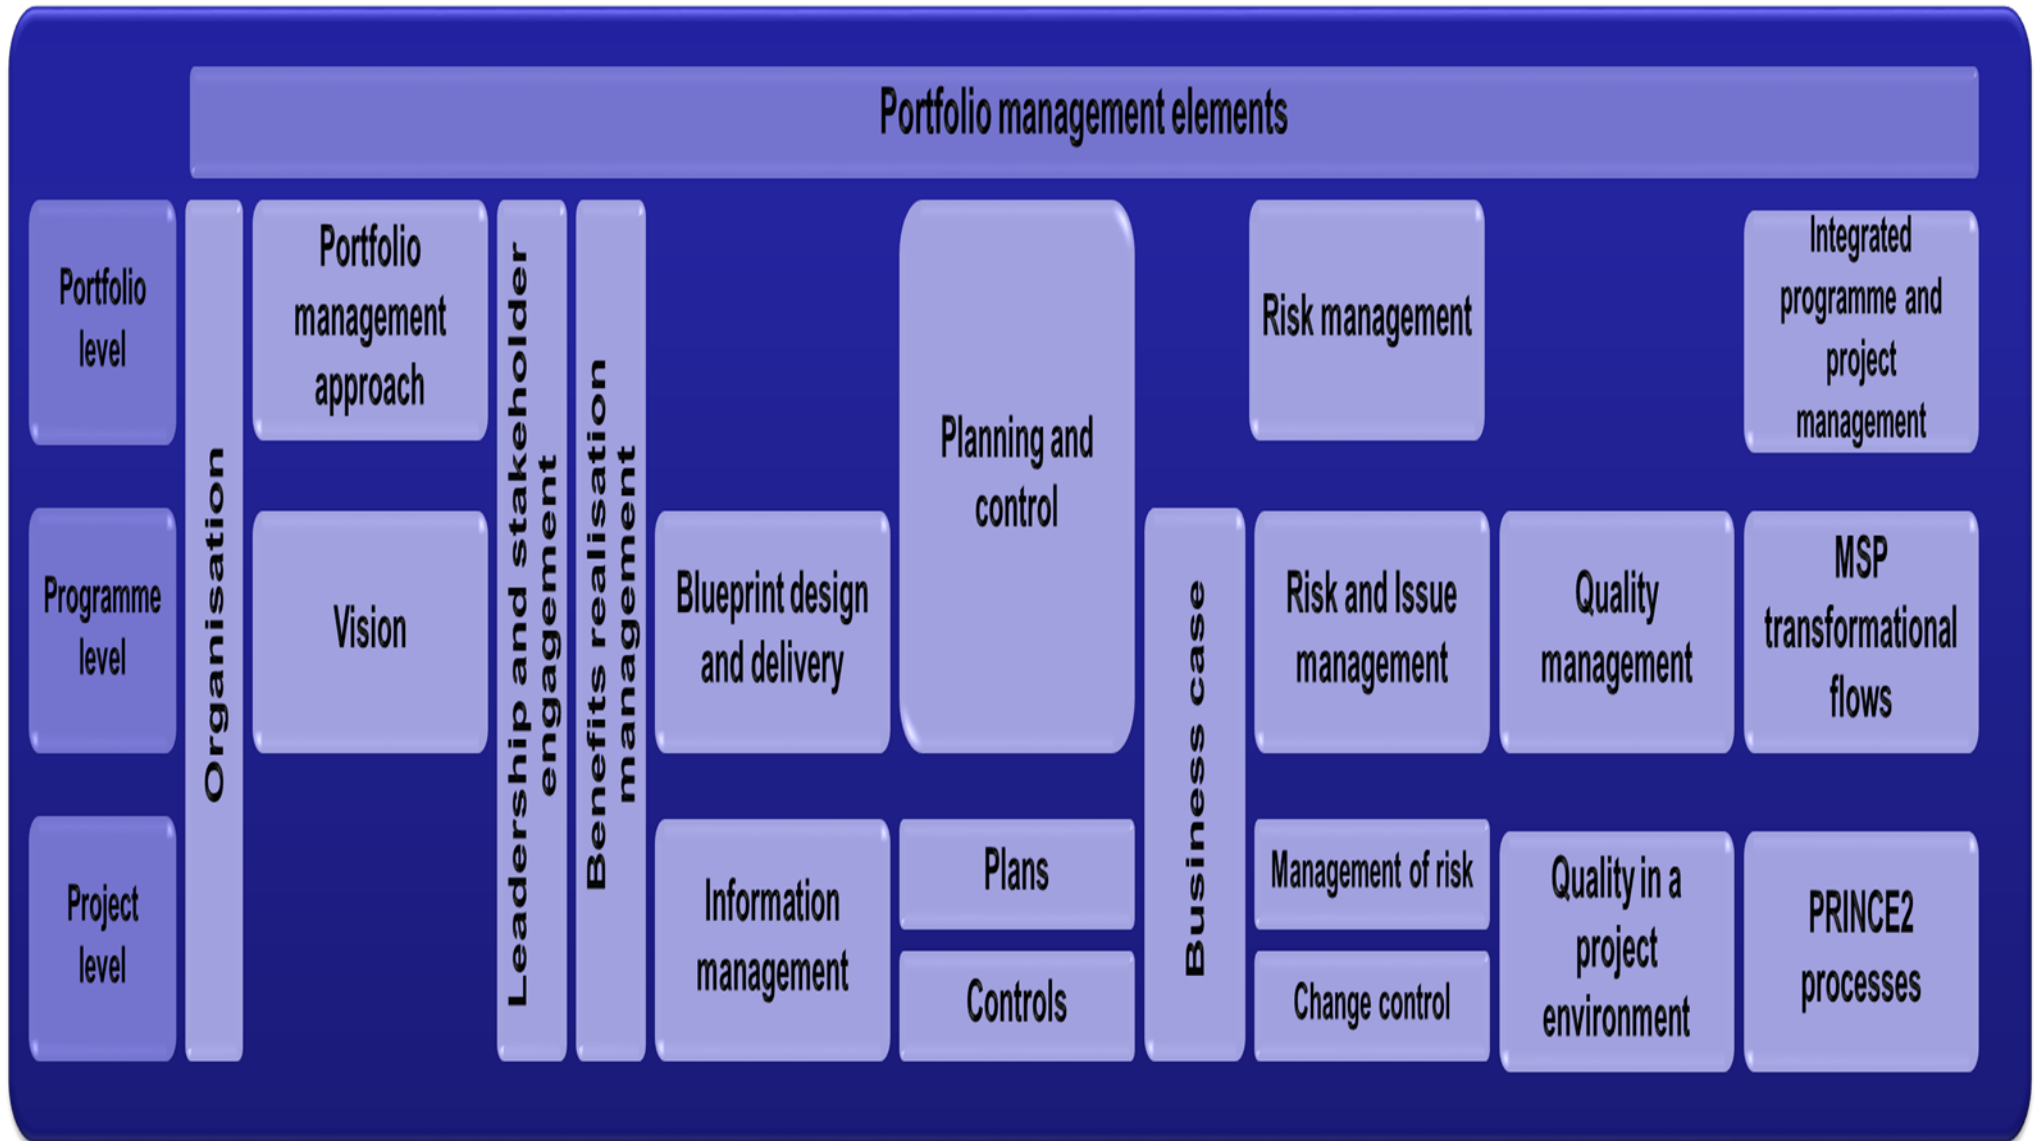 Portfolio management elements
Portfolio
level
Organisation
Portfolio
management
approach
Leadership and stakeholder
engagement
Benefits realisation
management
Planning and
control
Risk management
Integrated
programme and
project
management
Programme
level
Vision
Blueprint design
and delivery
Business case
Risk and Issue
management
Quality
management
MSP
transformational
flows
Project
level
Information
management
Plans
Controls
Management of risk
Change control
Quality in a
project
environment
PRINCE2
processes